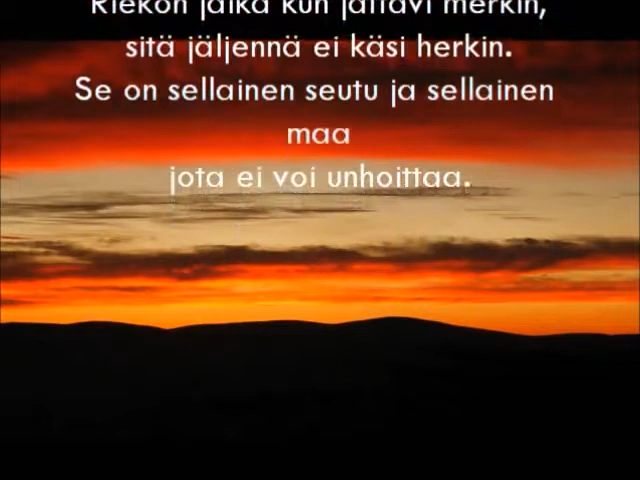 Riekon jälkä kun jättävi merkin,
sitä jäljennä ei käsi herkin.
Se on sellainen seutu ja sellainen
maa
jota ei voi unhoittaa.